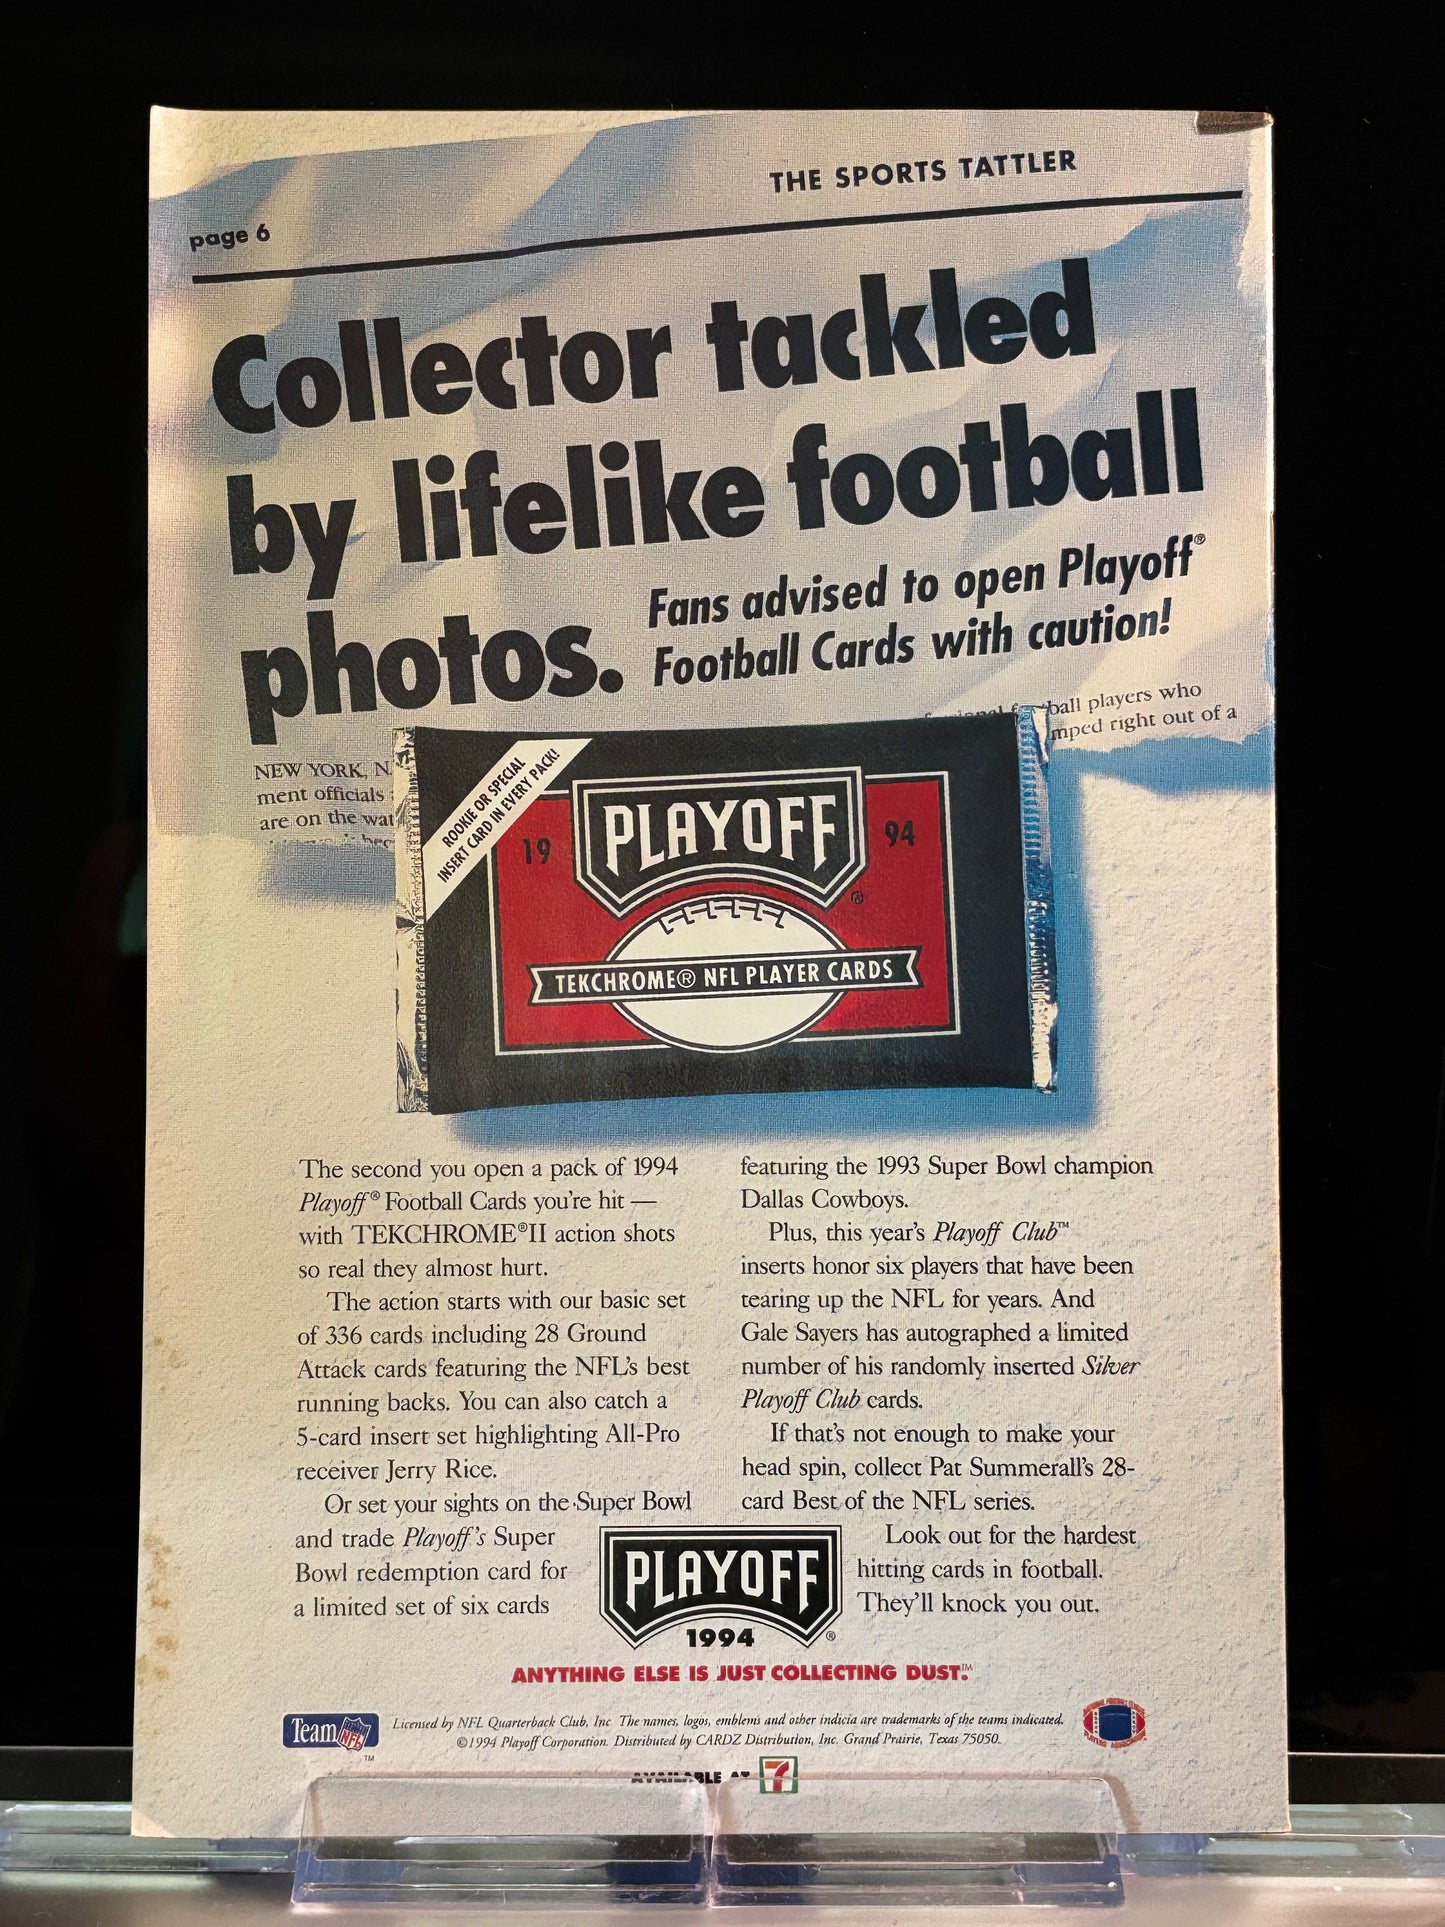 THE SPORTS TATTLER
page 6
Collector tackled
by lifelike football
photos.
Fans advised to open Playoff®
Football Cards with caution!
ball players who
mped right out of a
NEW YORK, N
ment officials
are on the wat
ROOKIE OR SPECIAL
INSERT CARD IN EVERY PACK!
19 PLAYOFF 94
®
TEKCHROME® NFL PLAYER CARDS
The second you open a pack of 1994
Playoff® Football Cards you're hit —
with TEKCHROME®II action shots
so real they almost hurt.
The action starts with our basic set
of 336 cards including 28 Ground
Attack cards featuring the NFL's best
running backs. You can also catch a
5-card insert set highlighting All-Pro
receiver Jerry Rice.
Or set your sights on the Super Bowl
and trade Playoff's Super
Bowl redemption card for
a limited set of six cards
featuring the 1993 Super Bowl champion
Dallas Cowboys.
Plus, this year's Playoff Club™
inserts honor six players that have been
tearing up the NFL for years. And
Gale Sayers has autographed a limited
number of his randomly inserted Silver
Playoff Club cards.
If that's not enough to make your
head spin, collect Pat Summerall's 28-
card Best of the NFL series.
Look out for the hardest
hitting cards in football.
They'll knock you out.
PLAYOFF
1994 ®
ANYTHING ELSE IS JUST COLLECTING DUST.™
Team NFL ™
Licensed by NFL Quarterback Club, Inc. The names, logos, emblems and other indicia are trademarks of the teams indicated.
©1994 Playoff Corporation. Distributed by CARDZ Distribution, Inc. Grand Prairie, Texas 75050.
AVAILABLE AT 7